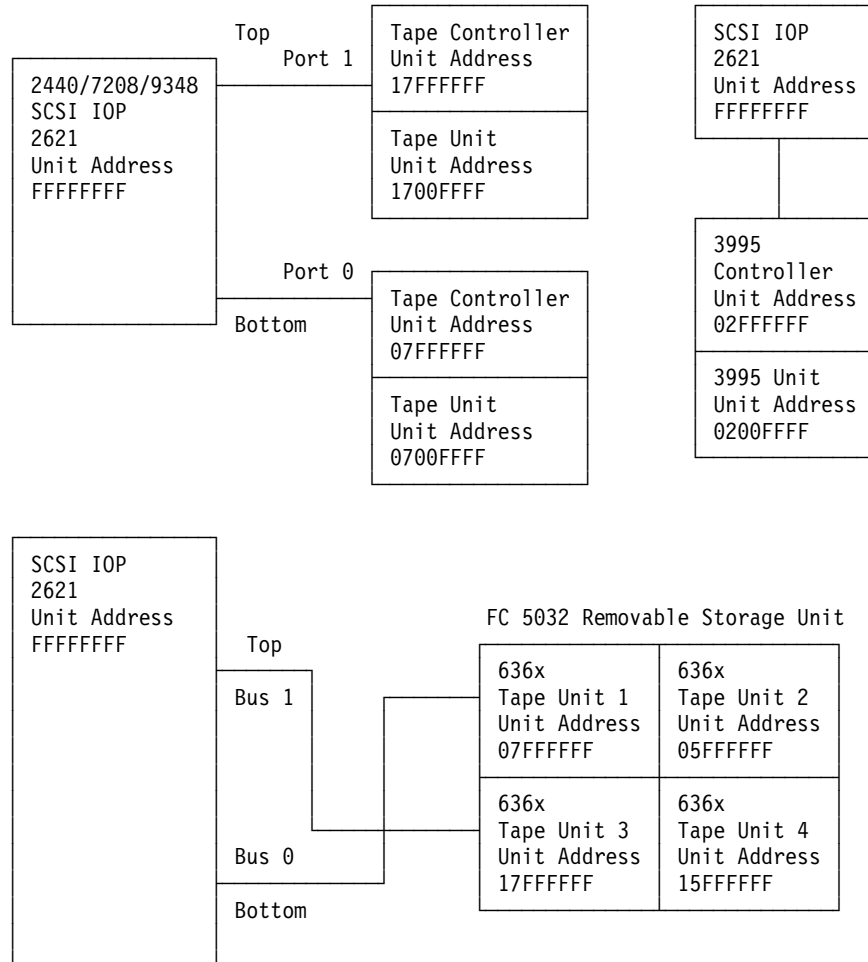 2440/7208/9348
SCSI IOP
2621
Unit Address
FFFFFFFF
Top
Port 1
Tape Controller
Unit Address
17FFFFFF
Tape Unit
Unit Address
1700FFFF
Port 0
Bottom
Tape Controller
Unit Address
07FFFFFF
Tape Unit
Unit Address
0700FFFF
SCSI IOP
2621
Unit Address
FFFFFFFF
3995
Controller
Unit Address
02FFFFFF
3995 Unit
Unit Address
0200FFFF
SCSI IOP
2621
Unit Address
FFFFFFFF
Top
Bus 1
Bus 0
Bottom
FC 5032 Removable Storage Unit
636x
Tape Unit 1
Unit Address
07FFFFFF
636x
Tape Unit 2
Unit Address
05FFFFFF
636x
Tape Unit 3
Unit Address
17FFFFFF
636x
Tape Unit 4
Unit Address
15FFFFFF